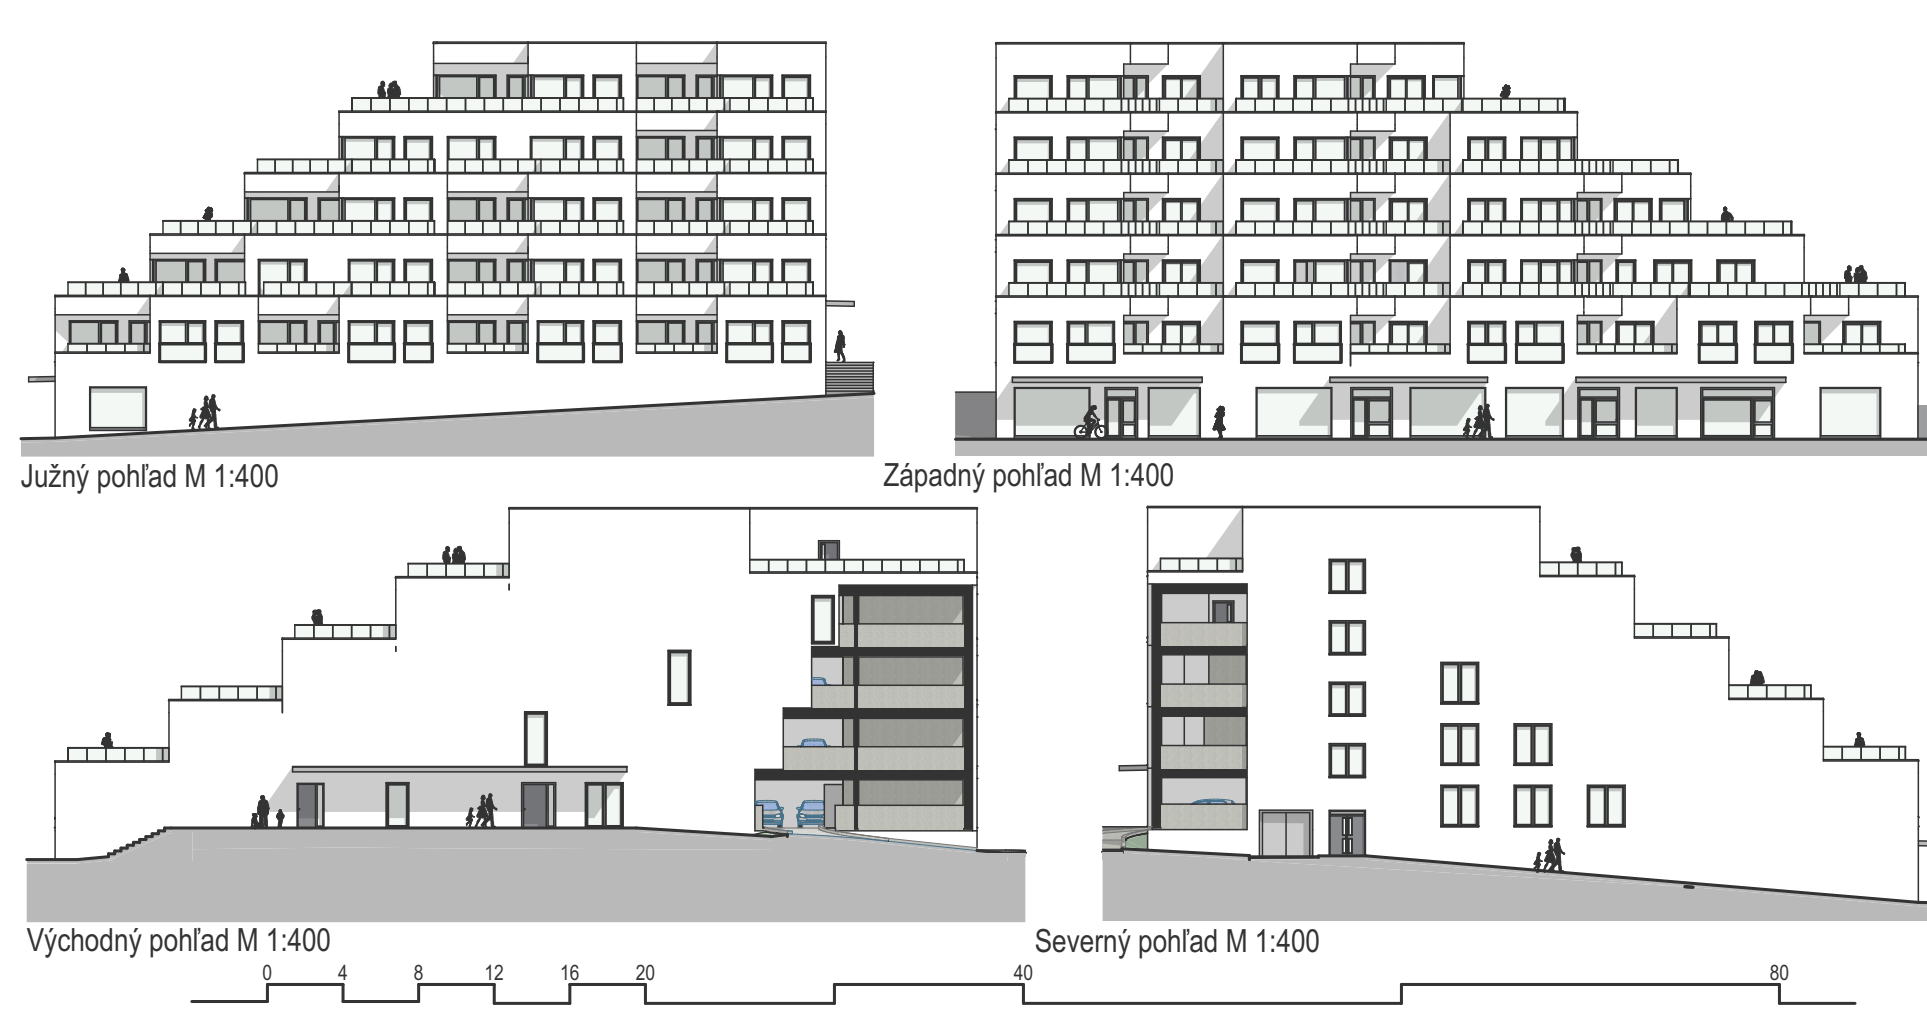 Južný pohľad M 1:400
Západný pohľad M 1:400
Východný pohľad M 1:400
Severný pohľad M 1:400
0 4 8 12 16 20 40 80